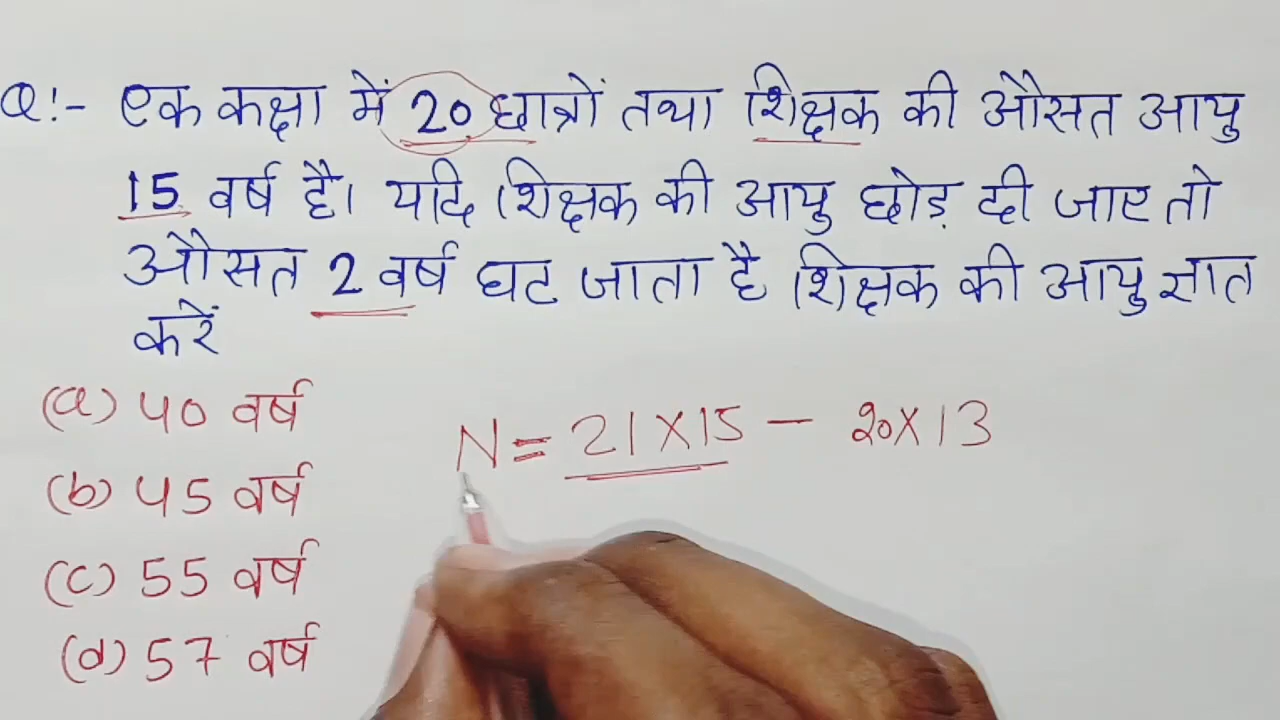 Q:- एक कक्षा में 20 छात्रों तथा शिक्षक की औसत आयु
15 वर्ष है। यदि शिक्षक की आयु छोड़ दी जाए तो
औसत 2 वर्ष घट जाता है शिक्षक की आयु ज्ञात
करें
(a) 40 वर्ष
(b) 45 वर्ष
(c) 55 वर्ष
(d) 57 वर्ष
N = 21×15 - 20×13